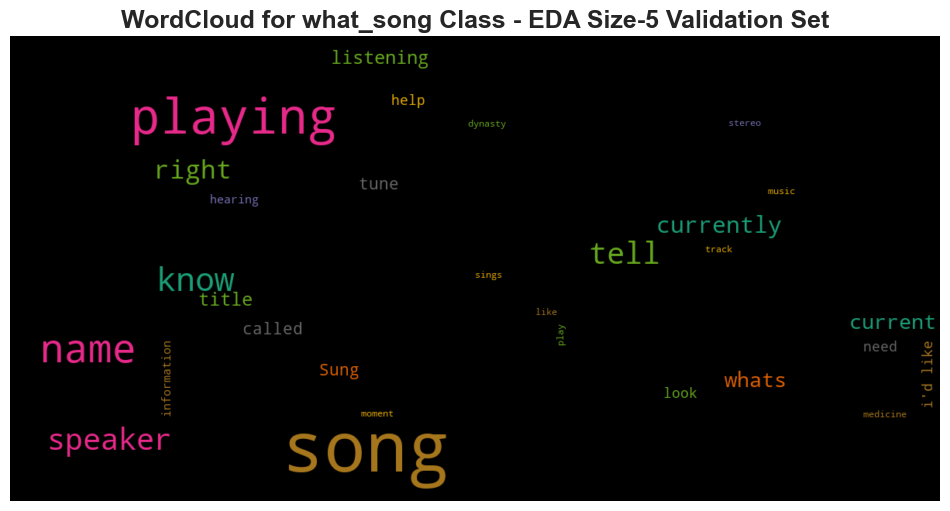 WordCloud for what_song Class - EDA Size-5 Validation Set
listening
help
playing
dynasty
stereo
right
tune
music
hearing
currently
tell
track
know
sings
title
like
called
play
current
name
need
information
Sung
whats
look
i'd like
moment
medicine
speaker
song